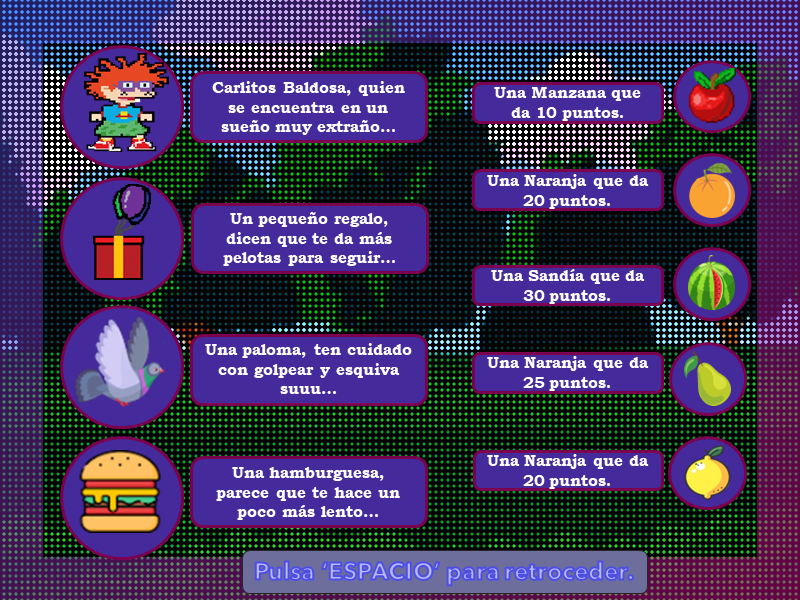 Carlitos Baldosa, quien
se encuentra en un
sueño muy extraño...
Un pequeño regalo,
dicen que te da más
pelotas para seguir...
Una paloma, ten cuidado
con golpear y esquiva
suuu...
Una hamburguesa,
parece que te hace un
poco más lento...
Una Manzana que
da 10 puntos.
Una Naranja que da
20 puntos.
Una Sandía que da
30 puntos.
Una Naranja que da
25 puntos.
Una Naranja que da
20 puntos.
Pulsa ‘ESPACIO’ para retroceder.